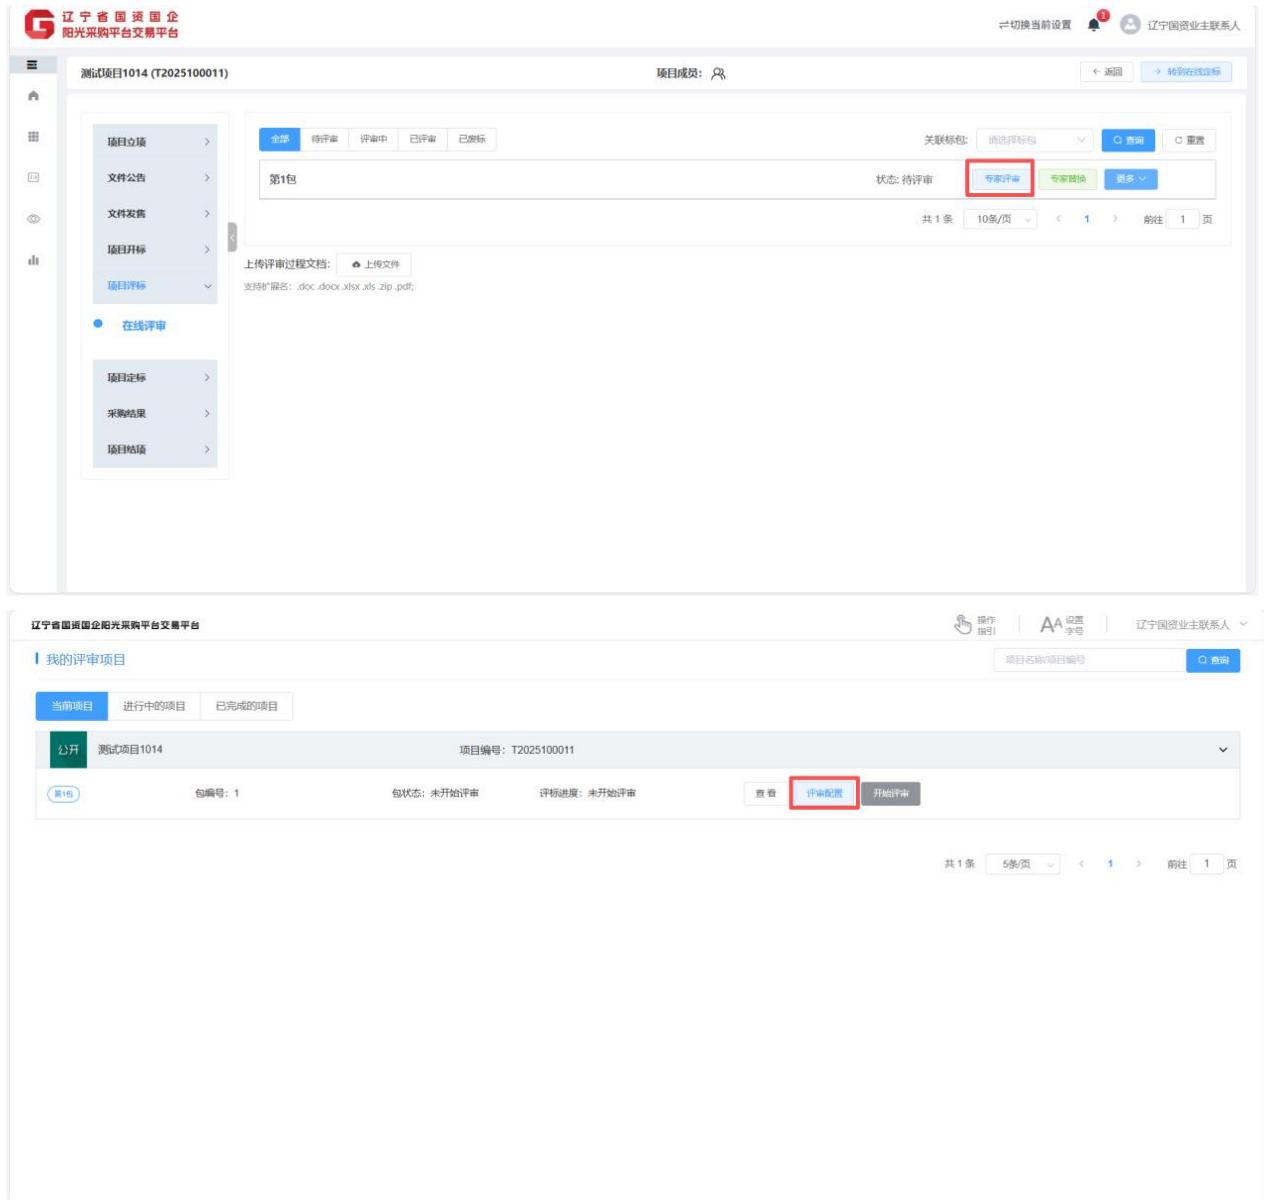 辽宁省国资国企
阳光采购平台交易平台
切换当前设置 1 辽宁国资业主联系人
测试项目1014 (T2025100011) 项目成员: 返回 转到在线定标
项目立项
文件公告
文件发售
项目开标
项目评标
在线评审
项目定标
采购结果
项目结项
全部 待评审 评审中 已评审 已废标 关联标包: 请选择标包 查询 重置
第1包 状态: 待评审 专家评审 专家替换 更多
共 1 条 10条/页 1 前往 1 页
上传评审过程文档: 上传文件
支持扩展名: .doc .docx .xlsx .xls .zip .pdf;
辽宁省国资国企阳光采购平台交易平台 操作指引 AA 设置字号 辽宁国资业主联系人
我的评审项目 项目名称/项目编号 查询
当前项目 进行中的项目 已完成的项目
公开 测试项目1014 项目编号: T2025100011
第1包 包编号: 1 包状态: 未开始评审 评标进度: 未开始评审 查看 评审配置 开始评审
共 1 条 5条/页 1 前往 1 页